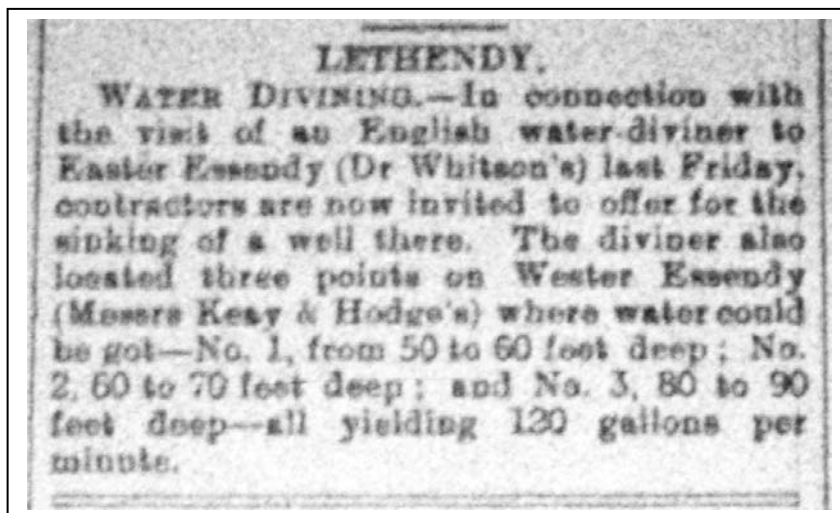 LETHENDY.
WATER DIVINING.—In connection with
the visit of an English water-diviner to
Easter Essendy (Dr Whitson's) last Friday,
contractors are now invited to offer for the
sinking of a well there. The diviner also
located three points on Wester Essendy
(Messrs Keay & Hodge's) where water could
be got—No. 1, from 50 to 60 feet deep; No.
2, 60 to 70 feet deep; and No. 3, 80 to 90
feet deep—all yielding 120 gallons per
minute.